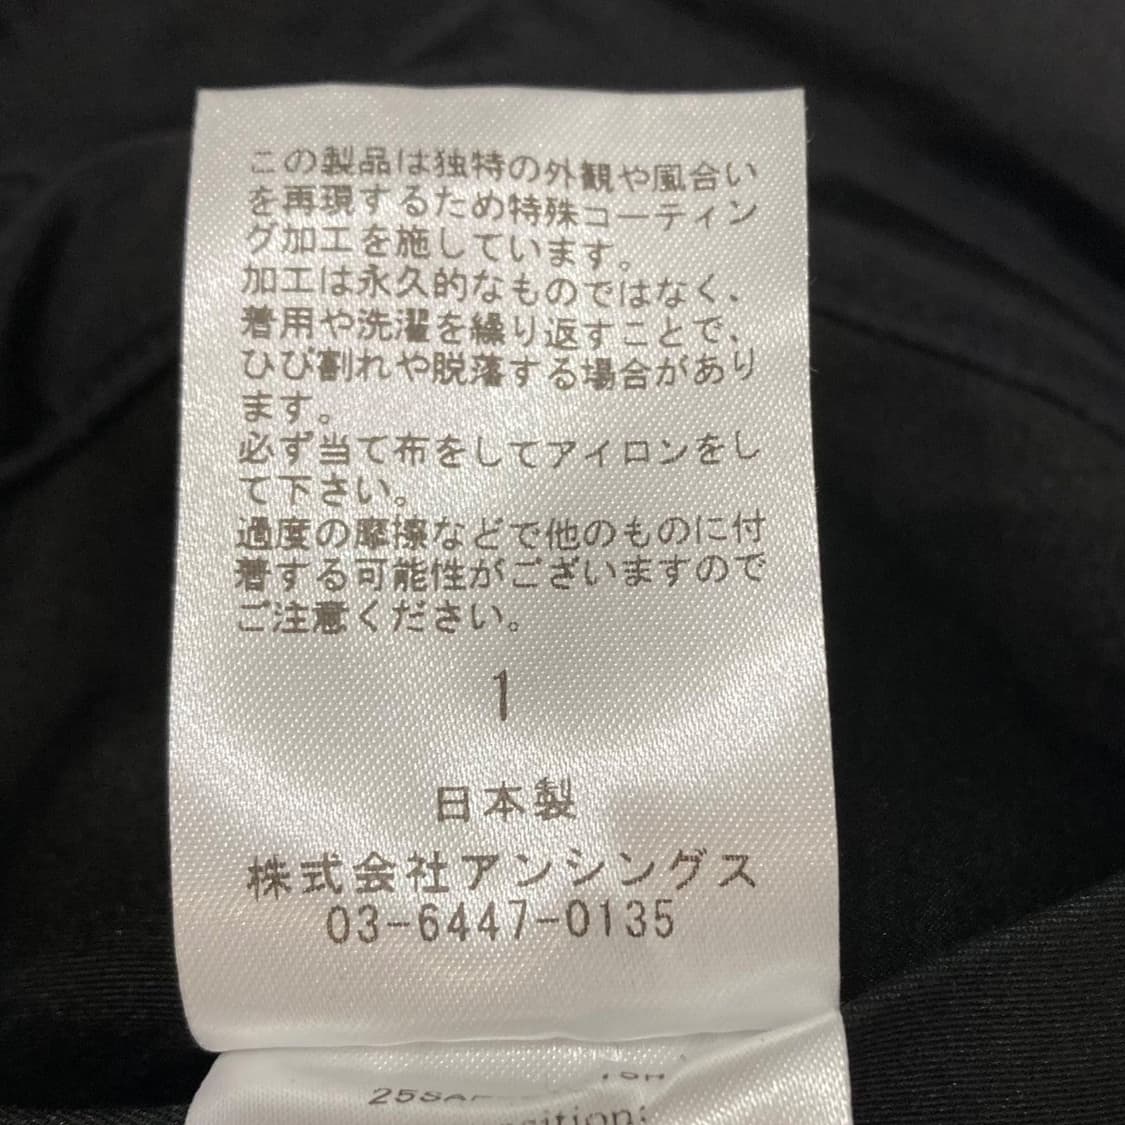 この製品は独特の外観や風合い
を再現するため特殊コーティン
グ加工を施しています。
加工は永久的なものではなく、
着用や洗濯を繰り返すことで、
ひび割れや脱落する場合があり
ます。
必ず当て布をしてアイロンをし
て下さい。
過度の摩擦などで他のものに付
着する可能性がございますので
ご注意ください。
1
日本製
株式会社アンシングス
03-6447-0135